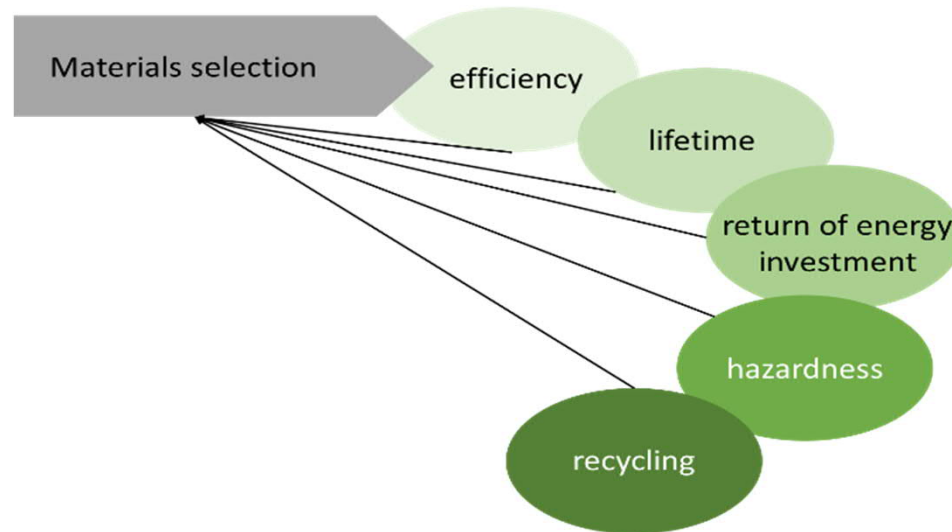 Materials selection
efficiency
lifetime
return of energy
investment
hazardness
recycling